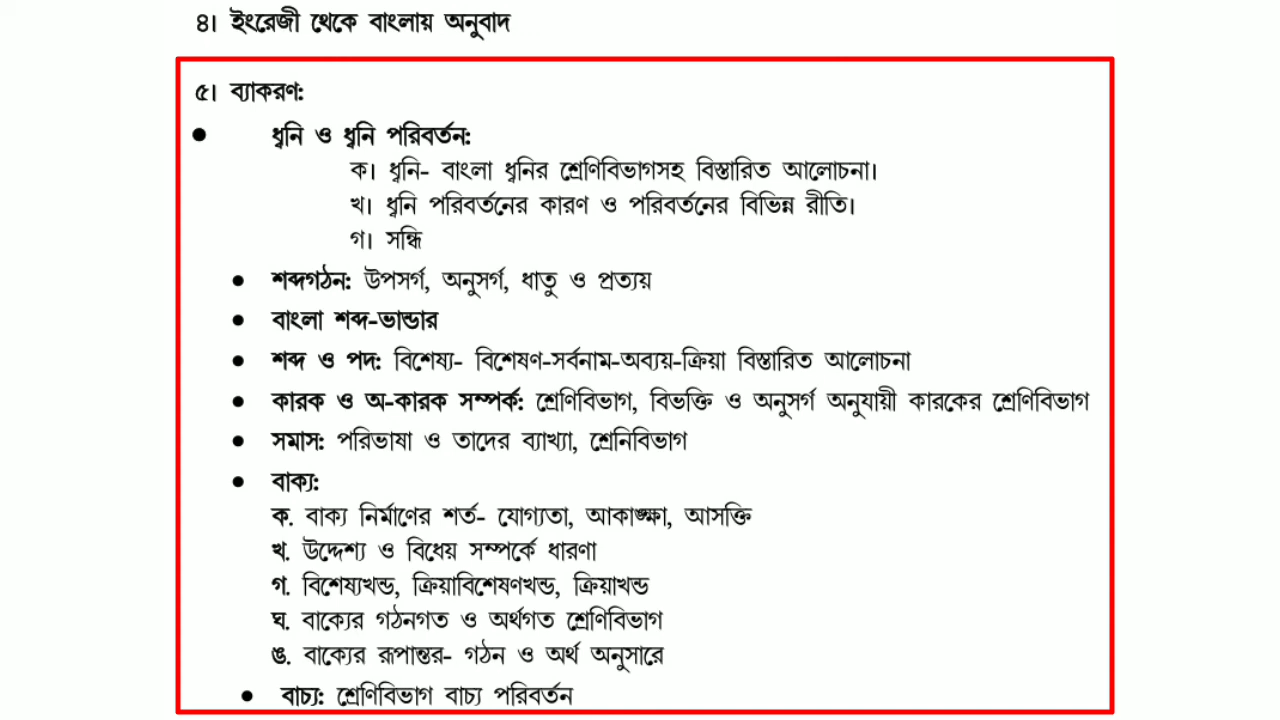 ৪। ইংরেজী থেকে বাংলায় অনুবাদ
৫। ব্যাকরণ:
● ধ্বনি ও ধ্বনি পরিবর্তন:
ক। ধ্বনি- বাংলা ধ্বনির শ্রেণিবিভাগসহ বিস্তারিত আলোচনা।
খ। ধ্বনি পরিবর্তনের কারণ ও পরিবর্তনের বিভিন্ন রীতি।
গ। সন্ধি
● শব্দগঠন: উপসর্গ, অনুসর্গ, ধাতু ও প্রত্যয়
● বাংলা শব্দ-ভান্ডার
● শব্দ ও পদ: বিশেষ্য- বিশেষণ-সর্বনাম-অব্যয়-ক্রিয়া বিস্তারিত আলোচনা
● কারক ও অ-কারক সম্পর্ক: শ্রেণিবিভাগ, বিভক্তি ও অনুসর্গ অনুযায়ী কারকের শ্রেণিবিভাগ
● সমাস: পরিভাষা ও তাদের ব্যাখ্যা, শ্রেনিবিভাগ
● বাক্য:
ক. বাক্য নির্মাণের শর্ত- যোগ্যতা, আকাঙ্ক্ষা, আসক্তি
খ. উদ্দেশ্য ও বিধেয় সম্পর্কে ধারণা
গ. বিশেষ্যখন্ড, ক্রিয়াবিশেষণখন্ড, ক্রিয়াখন্ড
ঘ. বাক্যের গঠনগত ও অর্থগত শ্রেণিবিভাগ
ঙ. বাক্যের রূপান্তর- গঠন ও অর্থ অনুসারে
● বাচ্য: শ্রেণিবিভাগ বাচ্য পরিবর্তন